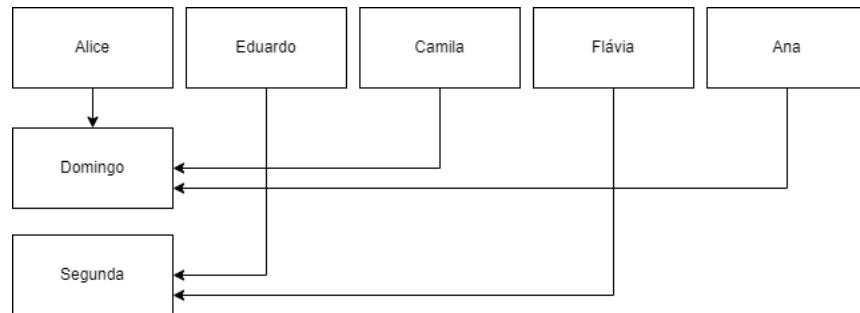 Alice
Eduardo
Camila
Flávia
Ana
Domingo
Segunda